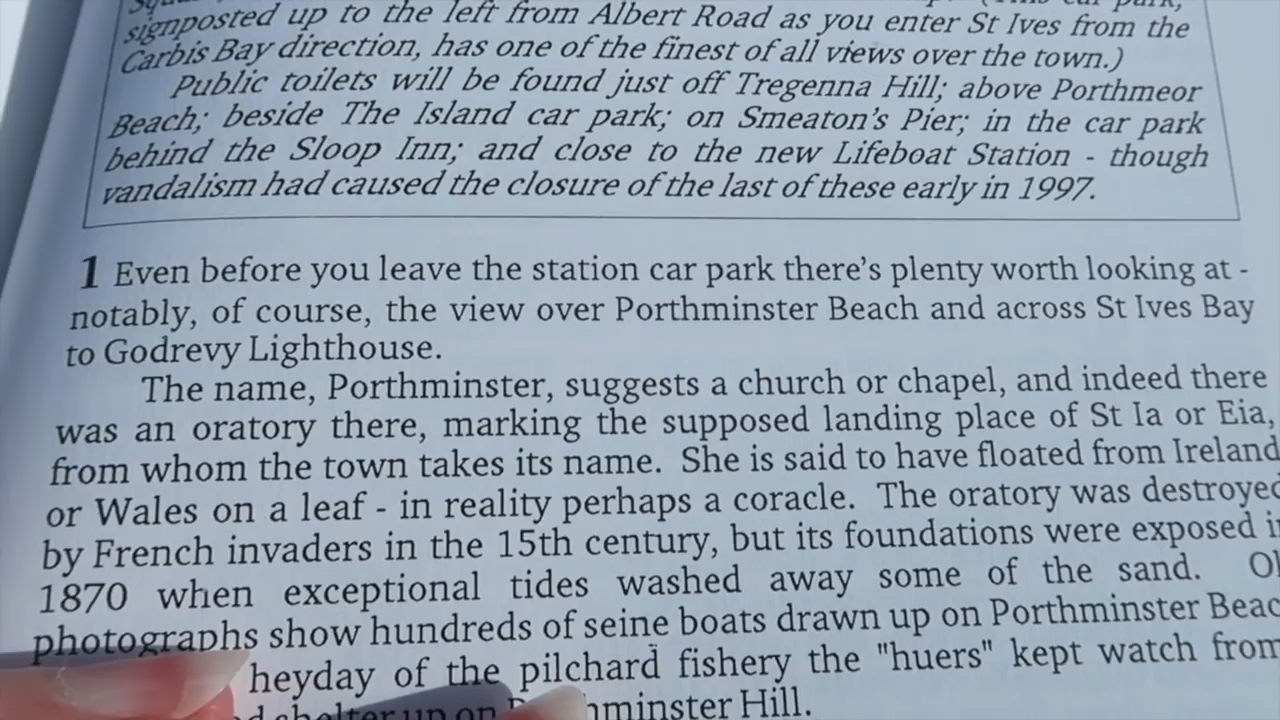 signposted up to the left from Albert Road as you enter St Ives from the
Carbis Bay direction, has one of the finest of all views over the town.)
Public toilets will be found just off Tregenna Hill; above Porthmeor
Beach; beside The Island car park; on Smeaton's Pier; in the car park
behind the Sloop Inn; and close to the new Lifeboat Station - though
vandalism had caused the closure of the last of these early in 1997.
1 Even before you leave the station car park there's plenty worth looking at -
notably, of course, the view over Porthminster Beach and across St Ives Bay
to Godrevy Lighthouse.
The name, Porthminster, suggests a church or chapel, and indeed there
was an oratory there, marking the supposed landing place of St Ia or Eia,
from whom the town takes its name. She is said to have floated from Ireland
or Wales on a leaf - in reality perhaps a coracle. The oratory was destroyed
by French invaders in the 15th century, but its foundations were exposed
1870 when exceptional tides washed away some of the sand.
photographs show hundreds of seine boats drawn up on Porthminster
heyday of the pilchard fishery the "huers" kept watch from
shelter up on hminster Hill.